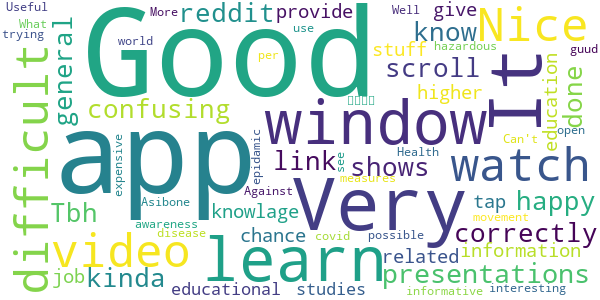 Useful
More
reddit
provide
Well
give
Nice
What
trying
world
Good
use
know
hazardous
guud
general
per
stuff
It
confusing
scroll
done
education
difficult
higher
app
window
Can't
open
expensive
epidemic
link
see
shows
Health
watch
measures
Tbh
Asibone
Against
Very
tap
happy
knowlage
awareness
chance
covid
possible
movement
correctly
video
disease
learn
related
information
job
kinda
presentations
educational
studies
informative
interesting